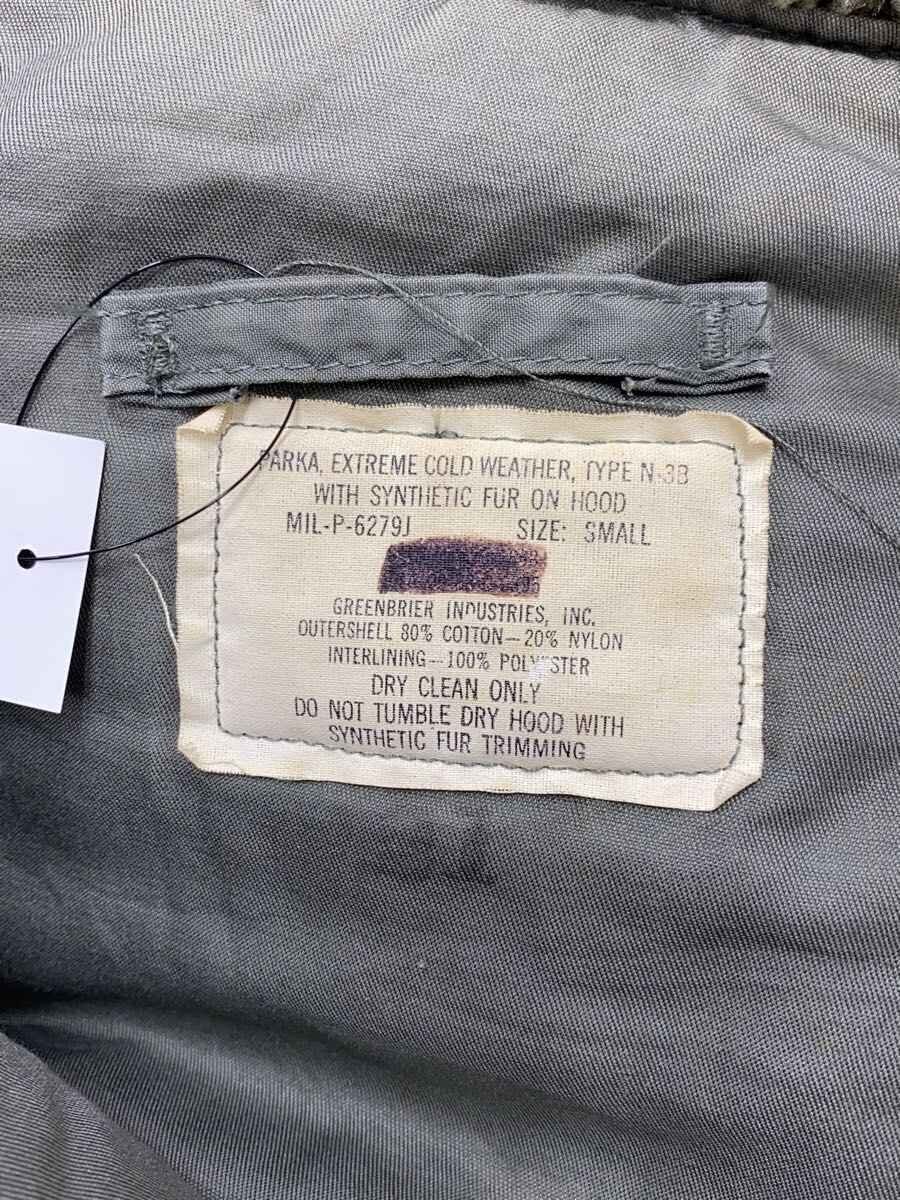 PARKA, EXTREME COLD WEATHER, TYPE N-3B
WITH SYNTHETIC FUR ON HOOD
MIL-P-6279J SIZE: SMALL
GREENBRIER INDUSTRIES, INC.
OUTERSHELL 80% COTTON—20% NYLON
INTERLINING—100% POLYESTER
DRY CLEAN ONLY
DO NOT TUMBLE DRY HOOD WITH
SYNTHETIC FUR TRIMMING